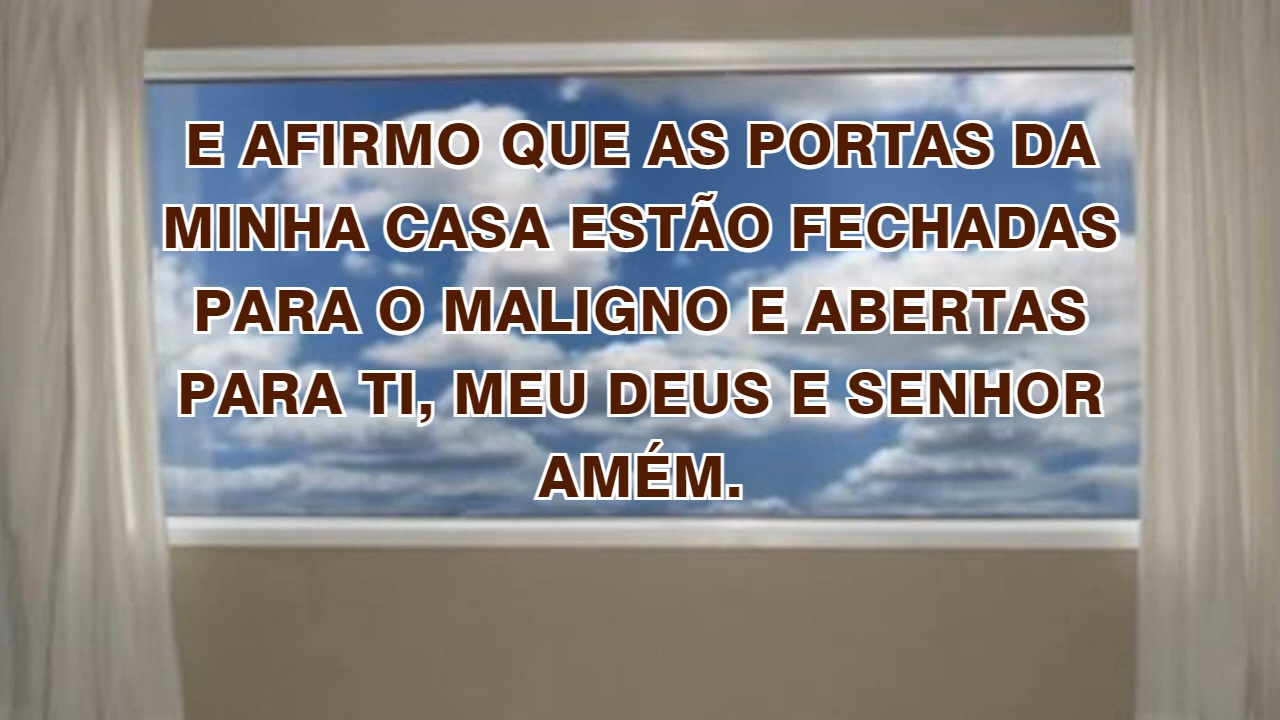 E AFIRMO QUE AS PORTAS DA
MINHA CASA ESTÃO FECHADAS
PARA O MALIGNO E ABERTAS
PARA TI, MEU DEUS E SENHOR
AMÉM.